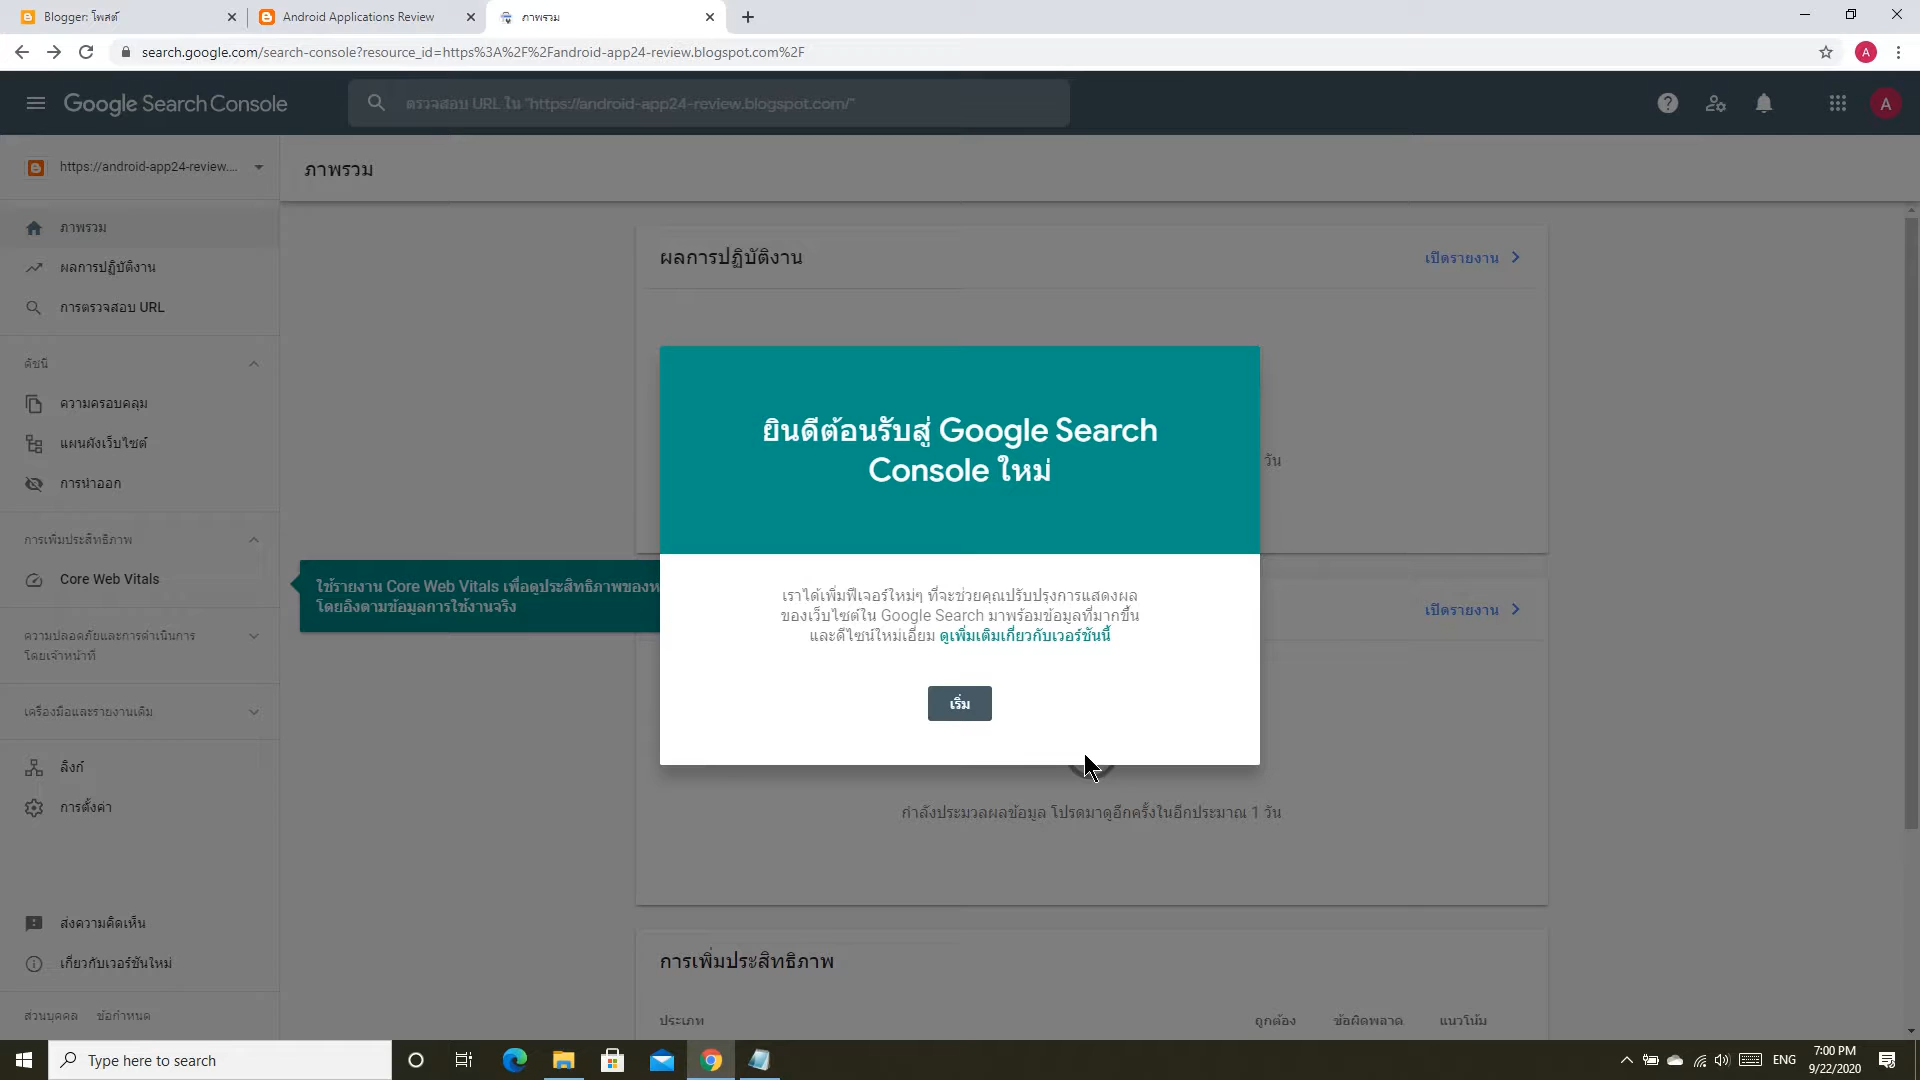 Blogger: โพสต์
Android Applications Review
ภาพรวม
search.google.com/search-console?resource_id=https%3A%2F%2Fandroid-app24-review.blogspot.com%2F
A
Google Search Console
ตรวจสอบ URL ใน "https://android-app24-review.blogspot.com/"
A
https://android-app24-review....
ภาพรวม
ภาพรวม
ผลการปฏิบัติงาน
การตรวจสอบ URL
ดัชนี
ความครอบคลุม
แผนผังเว็บไซต์
การนำออก
การเพิ่มประสิทธิภาพ
Core Web Vitals
ความปลอดภัยและการดำเนินการ
โดยเจ้าหน้าที่
เครื่องมือและรายงานเดิม
ลิงก์
การตั้งค่า
ส่งความคิดเห็น
เกี่ยวกับเวอร์ชันใหม่
ส่วนบุคคล ข้อกำหนด
ผลการปฏิบัติงาน
เปิดรายงาน
วัน
ใช้รายงาน Core Web Vitals เพื่อดูประสิทธิภาพของห
โดยอิงตามข้อมูลการใช้งานจริง
ยินดีต้อนรับสู่ Google Search
Console ใหม่
เราได้เพิ่มฟีเจอร์ใหม่ๆ ที่จะช่วยคุณปรับปรุงการแสดงผล
ของเว็บไซต์ใน Google Search มาพร้อมข้อมูลที่มากขึ้น
และดีไซน์ใหม่เอี่ยม ดูเพิ่มเติมเกี่ยวกับเวอร์ชันนี้
เริ่ม
เปิดรายงาน
กำลังประมวลผลข้อมูล โปรดมาดูอีกครั้งในอีกประมาณ 1 วัน
การเพิ่มประสิทธิภาพ
ประเภท ถูกต้อง ข้อผิดพลาด แนวโน้ม
Type here to search
ENG
7:00 PM
9/22/2020